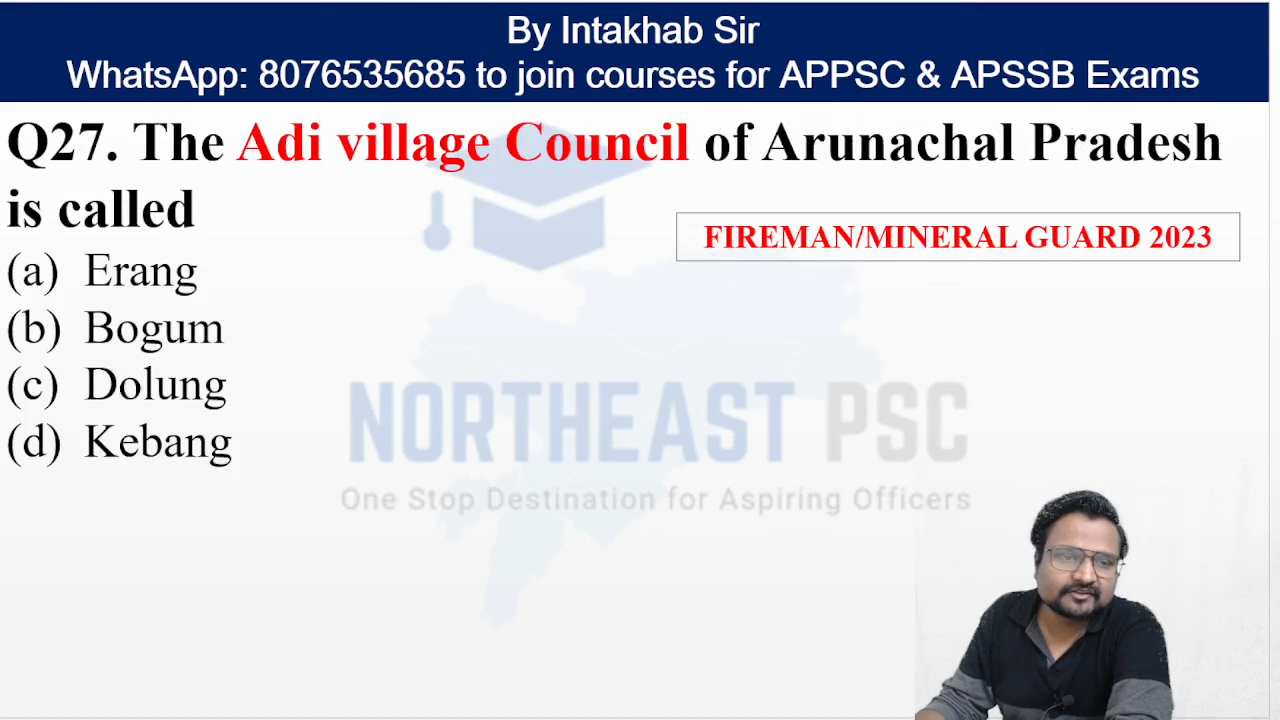 By Intakhab Sir
WhatsApp: 8076535685 to join courses for APPSC & APSSB Exams
Q27. The Adi village Council of Arunachal Pradesh
is called
FIREMAN/MINERAL GUARD 2023
(a) Erang
(b) Bogum
(c) Dolung
(d) Kebang
NORTHEAST PSC
One Stop Destination for Aspiring Officers